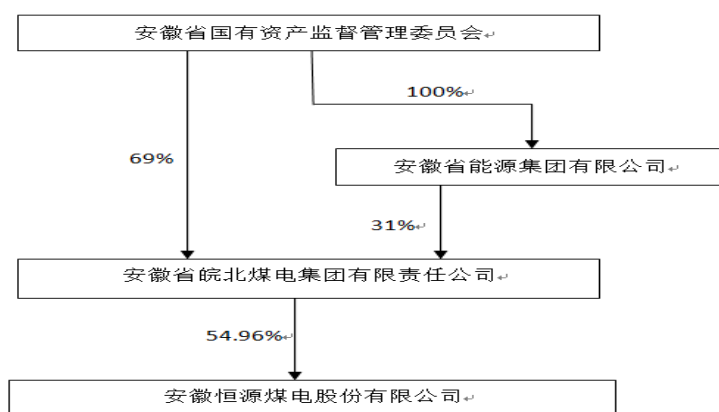 安徽省国有资产监督管理委员会
100%
69%
安徽省能源集团有限公司
31%
安徽省皖北煤电集团有限责任公司
54.96%
安徽恒源煤电股份有限公司